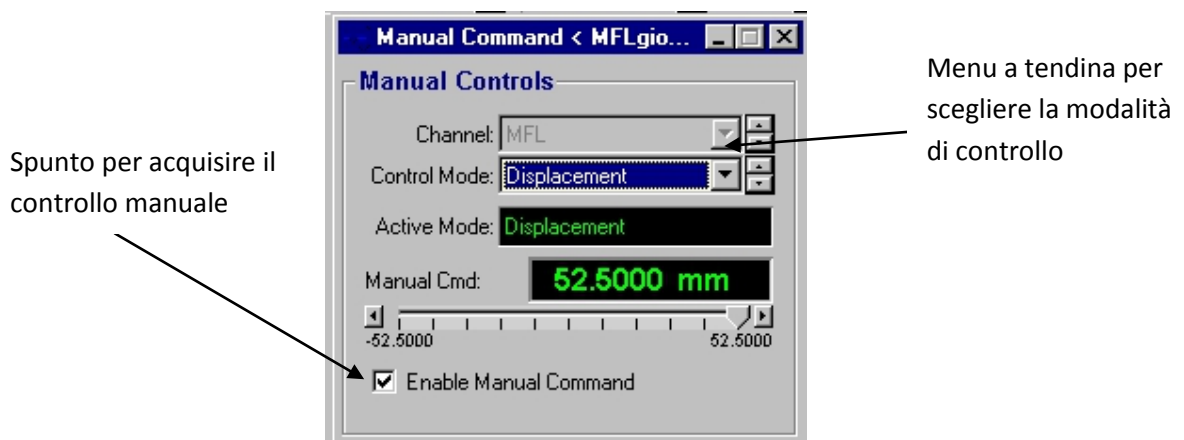 Manual Command < MFLgio...
Manual Controls
Channel: MFL
Control Mode: Displacement
Active Mode: Displacement
Manual Cmd: 52.5000 mm
-52.5000 52.5000
Enable Manual Command
Spunto per acquisire il
controllo manuale
Menu a tendina per
scegliere la modalità
di controllo